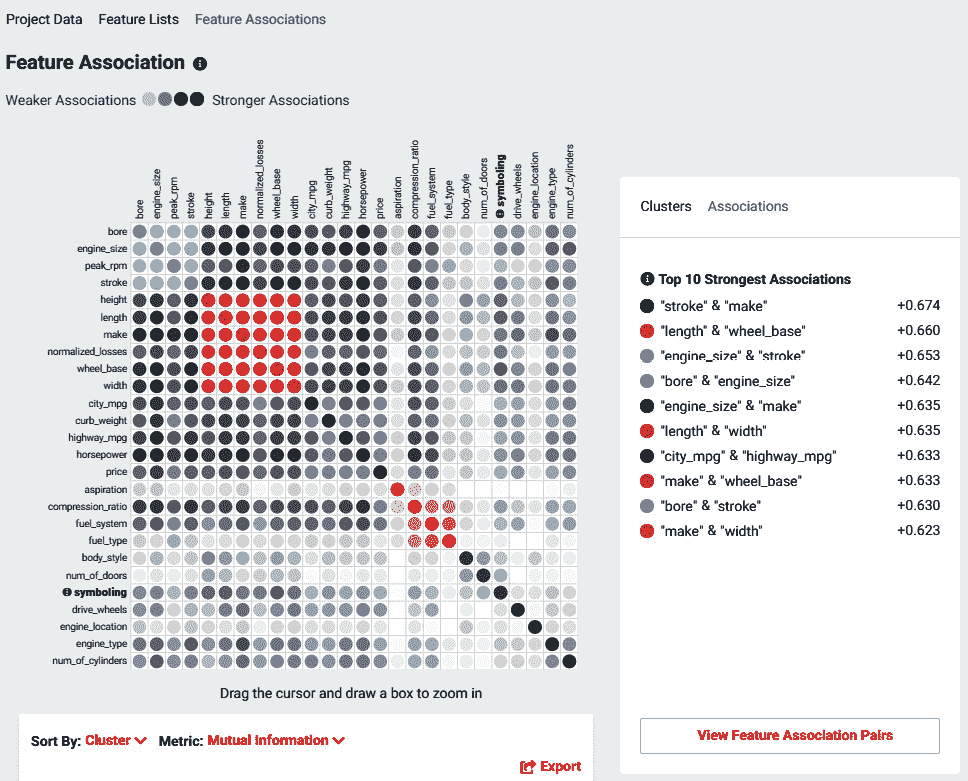 Project Data Feature Lists Feature Associations
Feature Association
Weaker Associations Stronger Associations
bore engine_size peak_rpm stroke height length make normalized_losses wheel_base width city_mpg curb_weight highway_mpg horsepower price aspiration compression_ratio fuel_system fuel_type body_style num_of_doors symboling drive_wheels engine_location engine_type num_of_cylinders
bore
engine_size
peak_rpm
stroke
height
length
make
normalized_losses
wheel_base
width
city_mpg
curb_weight
highway_mpg
horsepower
price
aspiration
compression_ratio
fuel_system
fuel_type
body_style
num_of_doors
symboling
drive_wheels
engine_location
engine_type
num_of_cylinders
Drag the cursor and draw a box to zoom in
Sort By: Cluster Metric: Mutual Information
Export
Clusters Associations
Top 10 Strongest Associations
"stroke" & "make" +0.674
"length" & "wheel_base" +0.660
"engine_size" & "stroke" +0.653
"bore" & "engine_size" +0.642
"engine_size" & "make" +0.635
"length" & "width" +0.635
"city_mpg" & "highway_mpg" +0.633
"make" & "wheel_base" +0.633
"bore" & "stroke" +0.630
"make" & "width" +0.623
View Feature Association Pairs